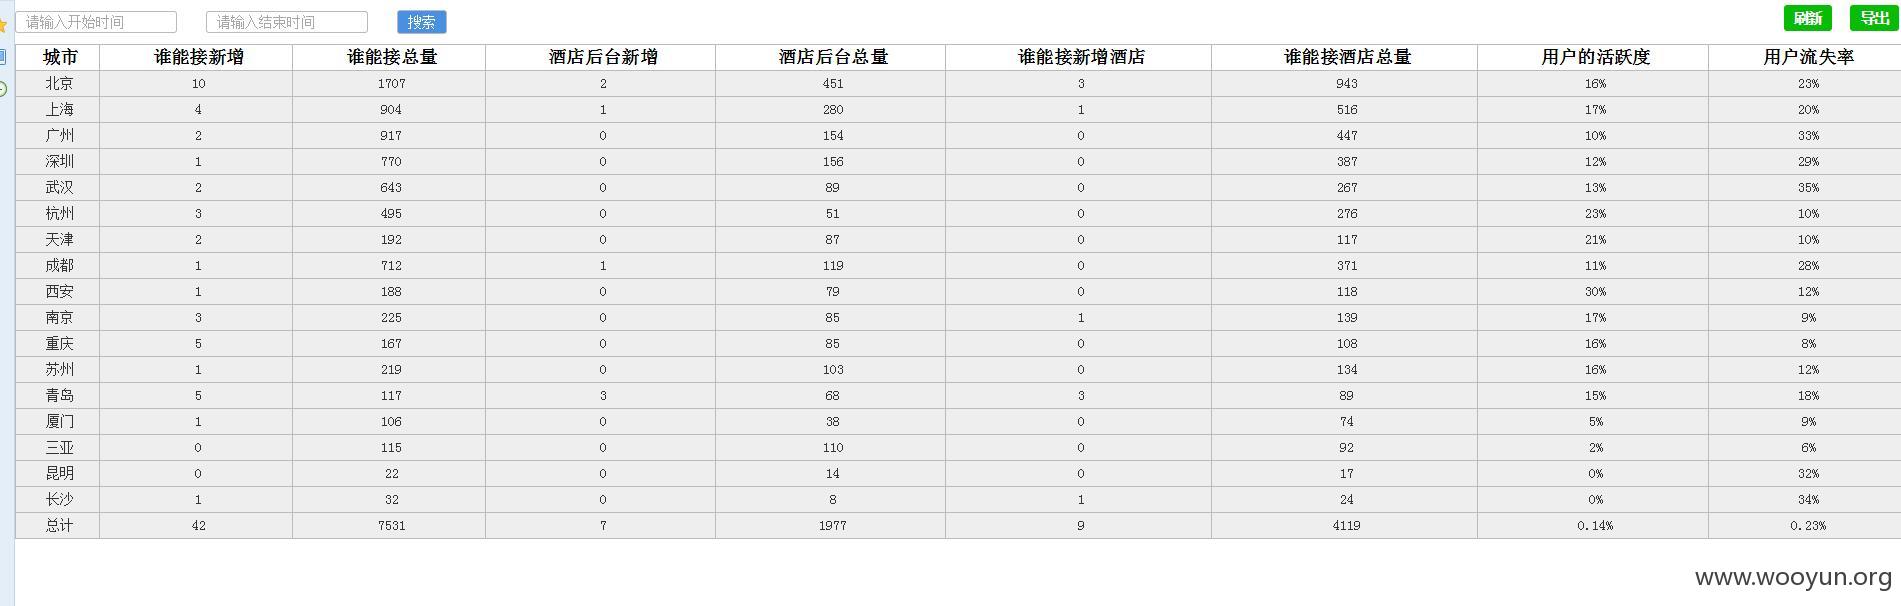 请输入开始时间 请输入结束时间 搜索 刷新 导出
城市 谁能接新增 谁能接总量 酒店后台新增 酒店后台总量 谁能接新增酒店 谁能接酒店总量 用户的活跃度 用户流失率
北京 10 1707 2 451 3 943 16% 23%
上海 4 904 1 280 1 516 17% 20%
广州 2 917 0 154 0 447 10% 33%
深圳 1 770 0 156 0 387 12% 29%
武汉 2 643 0 89 0 267 13% 35%
杭州 3 495 0 51 0 276 23% 10%
天津 2 192 0 87 0 117 21% 10%
成都 1 712 1 119 0 371 11% 28%
西安 1 188 0 79 0 118 30% 12%
南京 3 225 0 85 1 139 17% 9%
重庆 5 167 0 85 0 108 16% 8%
苏州 1 219 0 103 0 134 16% 12%
青岛 5 117 3 68 3 89 15% 18%
厦门 1 106 0 38 0 74 5% 9%
三亚 0 115 0 110 0 92 2% 6%
昆明 0 22 0 14 0 17 0% 32%
长沙 1 32 0 8 1 24 0% 34%
总计 42 7531 7 1977 9 4119 0.14% 0.23%
www.wooyun.org